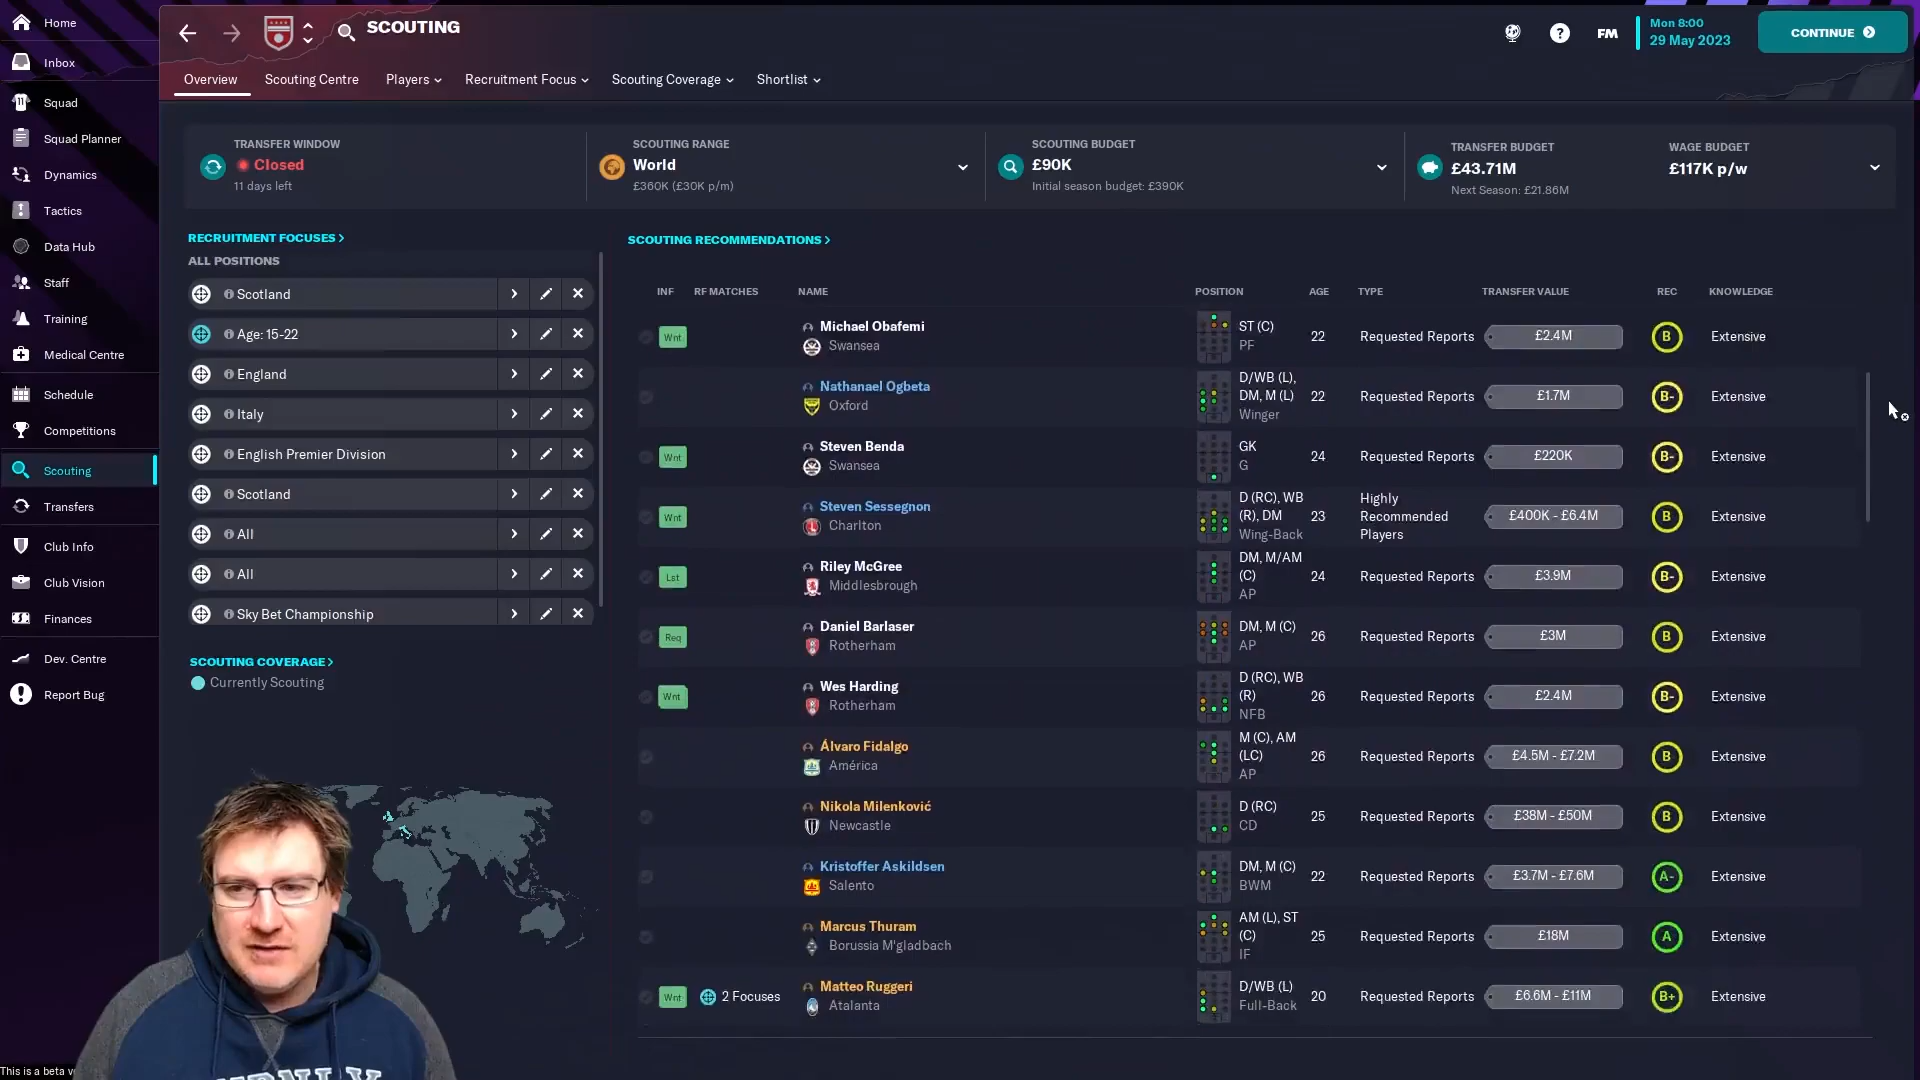 Home
Inbox
Squad
Squad Planner
Dynamics
Tactics
Data Hub
Staff
Training
Medical Centre
Schedule
Competitions
Scouting
Transfers
Club Info
Club Vision
Finances
Dev. Centre
Report Bug
SCOUTING
FM
Mon 8:00
29 May 2023
CONTINUE
Overview
Scouting Centre
Players
Recruitment Focus
Scouting Coverage
Shortlist
TRANSFER WINDOW
Closed
11 days left
SCOUTING RANGE
World
£360K (£30K p/m)
SCOUTING BUDGET
£90K
Initial season budget: £390K
TRANSFER BUDGET
£43.71M
Next Season: £21.86M
WAGE BUDGET
£117K p/w
RECRUITMENT FOCUSES >
ALL POSITIONS
Scotland
Age: 15-22
England
Italy
English Premier Division
Scotland
All
All
Sky Bet Championship
SCOUTING COVERAGE >
Currently Scouting
SCOUTING RECOMMENDATIONS >
INF RF MATCHES NAME POSITION AGE TYPE TRANSFER VALUE REC KNOWLEDGE
Wnt Michael Obafemi Swansea ST (C) PF 22 Requested Reports £2.4M B Extensive
Nathanael Ogbeta Oxford D/WB (L), DM, M (L) Winger 22 Requested Reports £1.7M B- Extensive
Wnt Steven Benda Swansea GK G 24 Requested Reports £220K B- Extensive
Wnt Steven Sessegnon Charlton D (RC), WB (R), DM Wing-Back 23 Highly Recommended Players £400K - £6.4M B Extensive
Lst Riley McGree Middlesbrough DM, M/AM (C) AP 24 Requested Reports £3.9M B- Extensive
Req Daniel Barlaser Rotherham DM, M (C) AP 26 Requested Reports £3M B Extensive
Wnt Wes Harding Rotherham D (RC), WB (R) NFB 26 Requested Reports £2.4M B- Extensive
Álvaro Fidalgo América M (C), AM (LC) AP 26 Requested Reports £4.5M - £7.2M B Extensive
Nikola Milenković Newcastle D (RC) CD 25 Requested Reports £38M - £50M B Extensive
Kristoffer Askildsen Salento DM, M (C) BWM 22 Requested Reports £3.7M - £7.6M A- Extensive
Marcus Thuram Borussia M'gladbach AM (L), ST (C) IF 25 Requested Reports £18M A Extensive
Wnt 2 Focuses Matteo Ruggeri Atalanta D/WB (L) Full-Back 20 Requested Reports £6.6M - £11M B+ Extensive
This is a beta